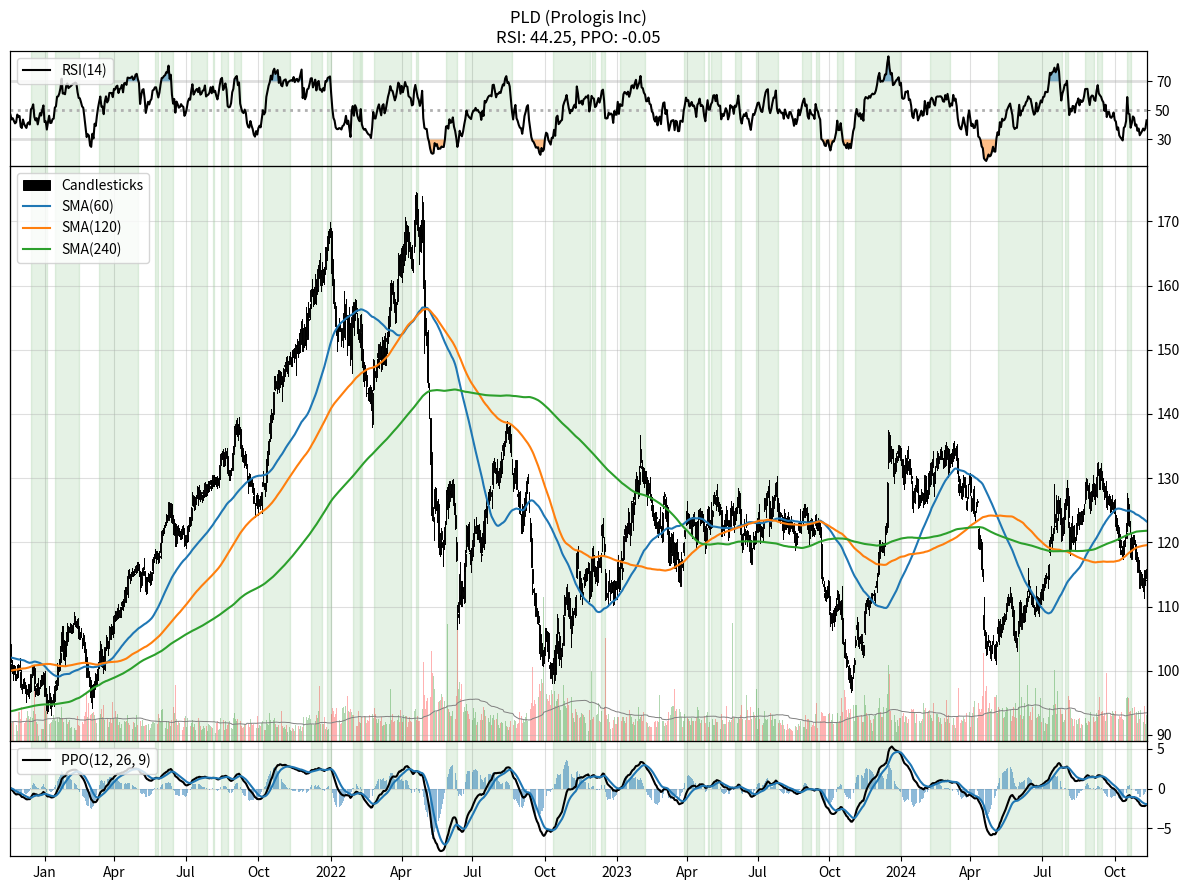 PLD (Prologis Inc)
RSI: 44.25, PPO: -0.05
RSI(14)
70
50
30
Candlesticks
SMA(60)
SMA(120)
SMA(240)
170
160
150
140
130
120
110
100
90
PPO(12, 26, 9)
5
0
−5
Jan Apr Jul Oct 2022 Apr Jul Oct 2023 Apr Jul Oct 2024 Apr Jul Oct